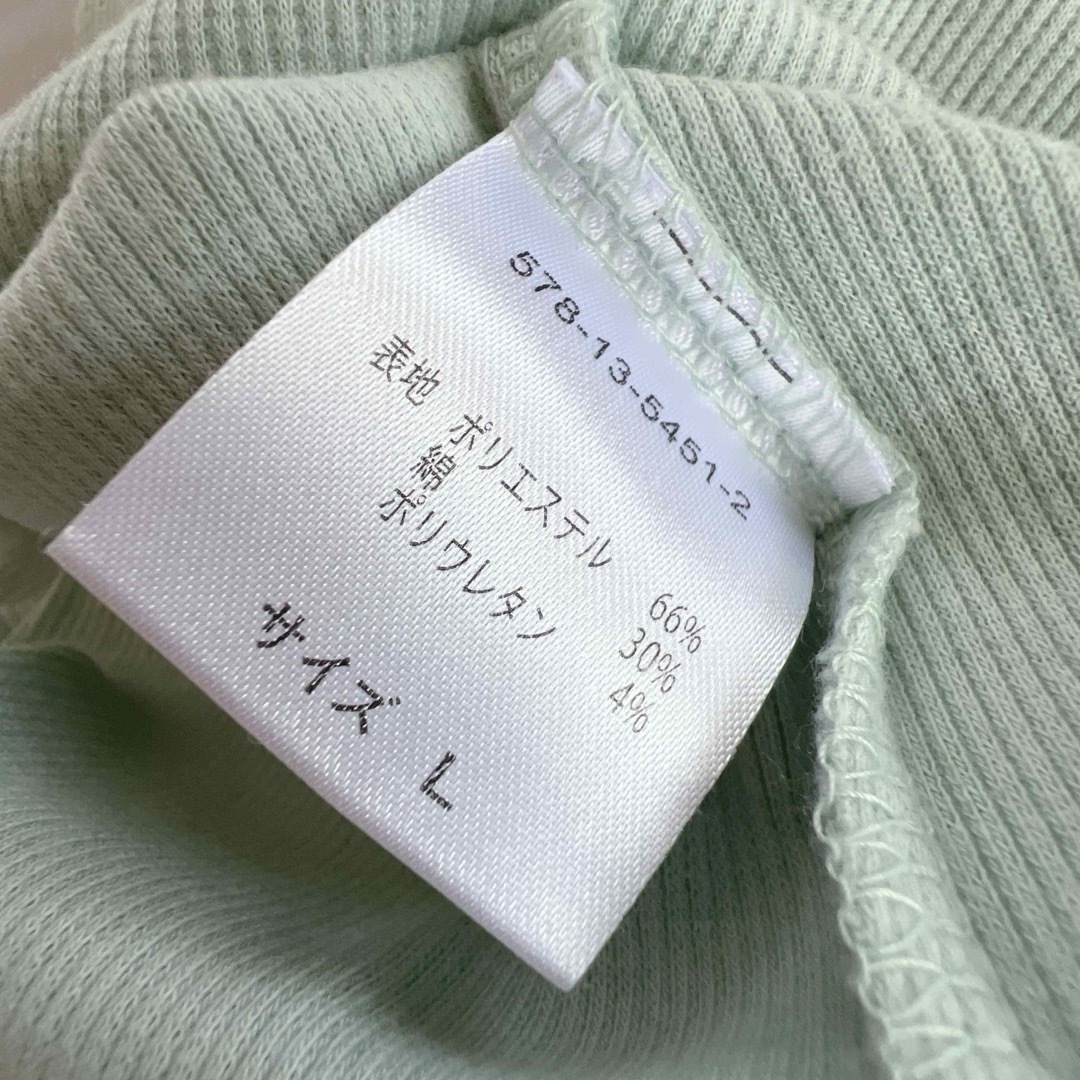 578-13-5451-2
表地 ポリエステル 66%
綿 30%
ポリウレタン 4%
サイズ L